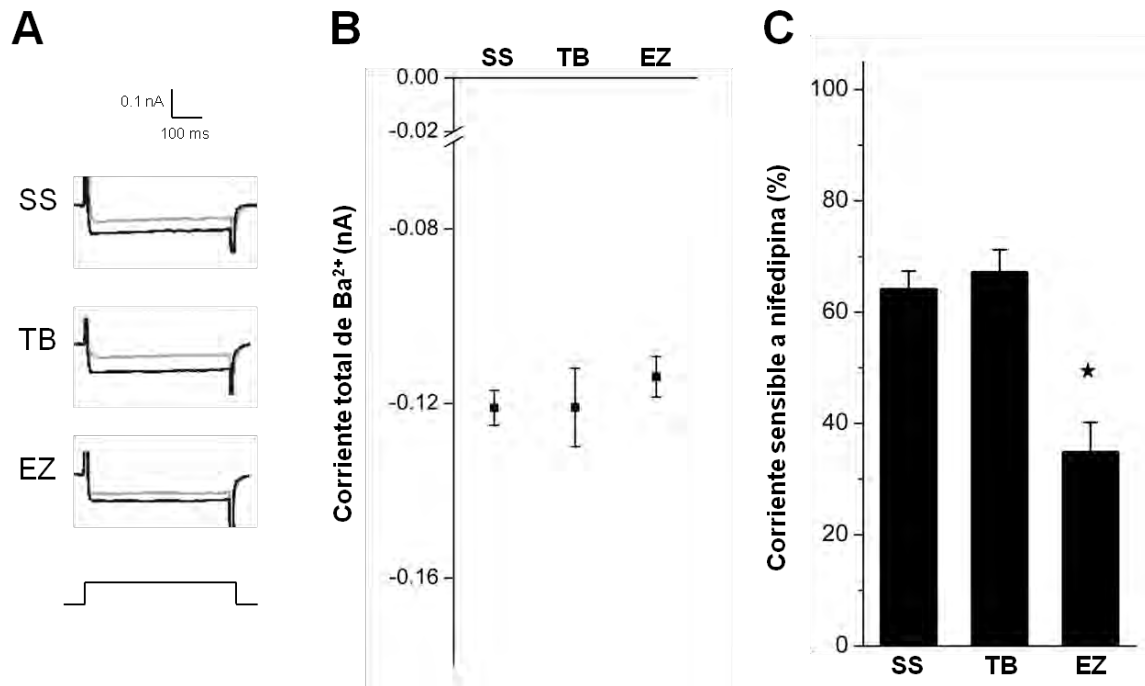 A
0.1 nA
100 ms
SS
TB
EZ
B
SS TB EZ
Corriente total de Ba²⁺ (nA)
0.00
-0.02
-0.08
-0.12
-0.16
C
Corriente sensible a nifedipina (%)
100
80
60
40
20
0
★
SS TB EZ